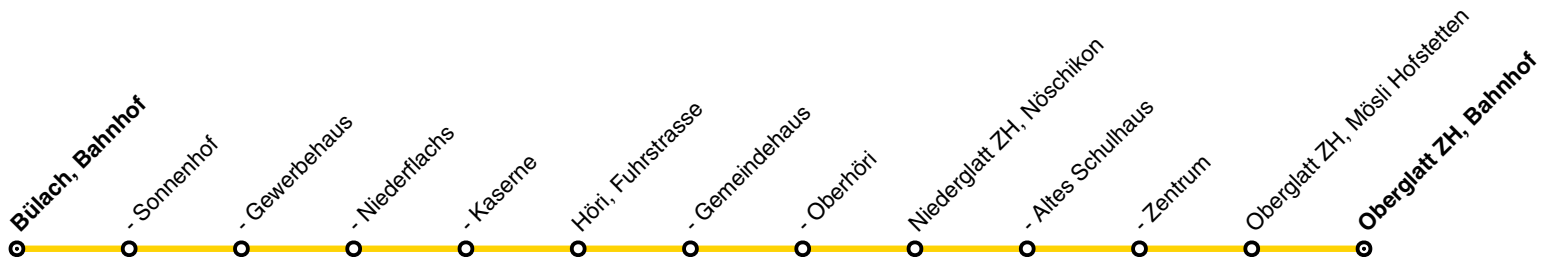 Bülach, Bahnhof
- Sonnenhof
- Gewerbehaus
- Niederflachs
- Kaserne
Höri, Fuhrstrasse
- Gemeindehaus
- Oberhöri
Niederglatt ZH, Nöschikon
- Altes Schulhaus
- Zentrum
Oberglatt ZH, Mösli Hofstetten
Oberglatt ZH, Bahnhof